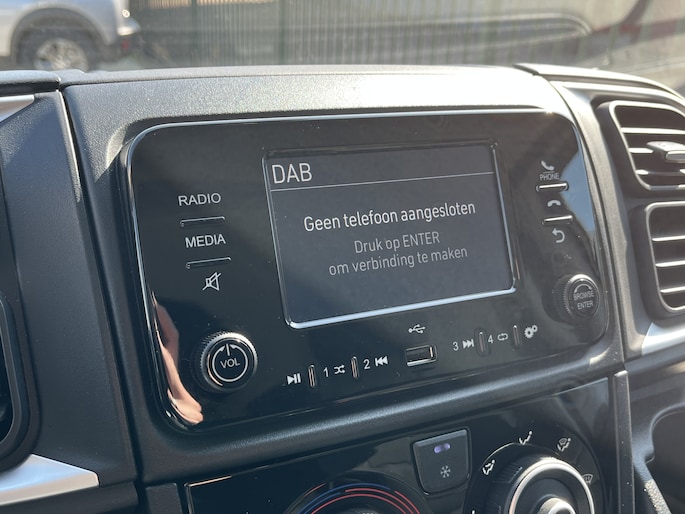 DAB
Geen telefoon aangesloten
Druk op ENTER
om verbinding te maken
RADIO
MEDIA
PHONE
VOL
BROWSE
ENTER
1
2
3
4